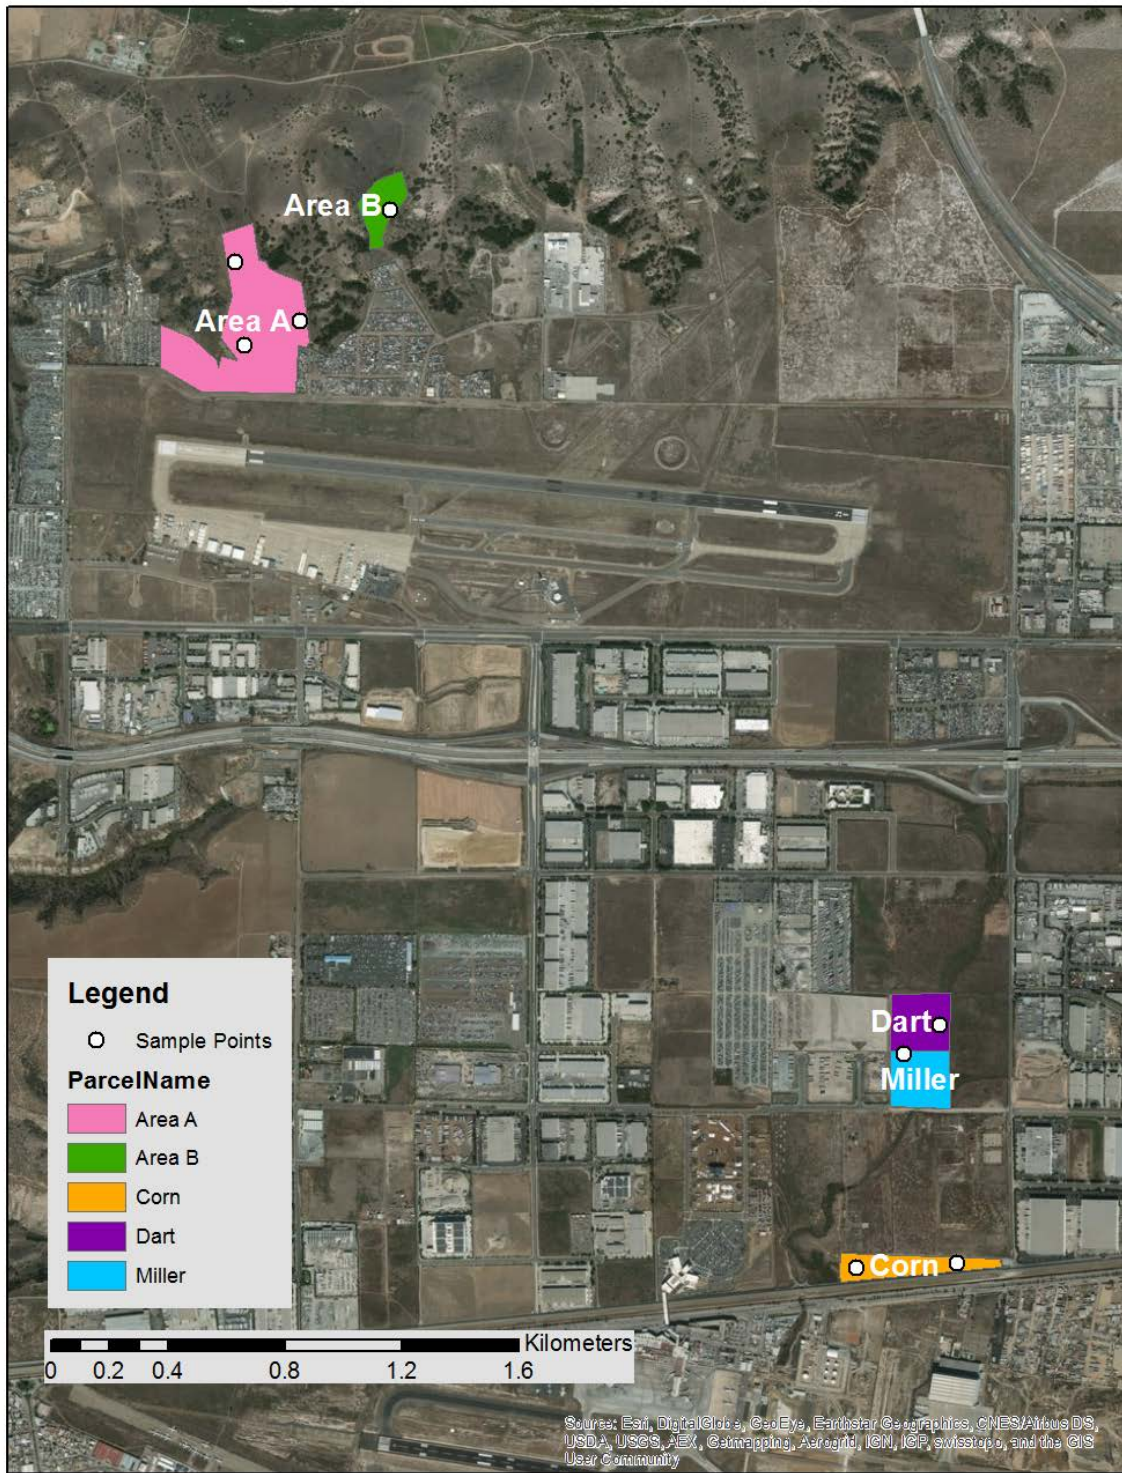 Area B
Area A
Legend
Sample Points
ParcelName
Area A
Area B
Corn
Dart
Miller
Dart
Miller
Corn
Kilometers
0 0.2 0.4 0.8 1.2 1.6
Source: Esri, DigitalGlobe, GeoEye, Earthstar Geographics, CNES/Airbus DS,
USDA, USGS, AEX, Getmapping, Aerogrid, IGN, IGP, swisstopo, and the GIS
User Community